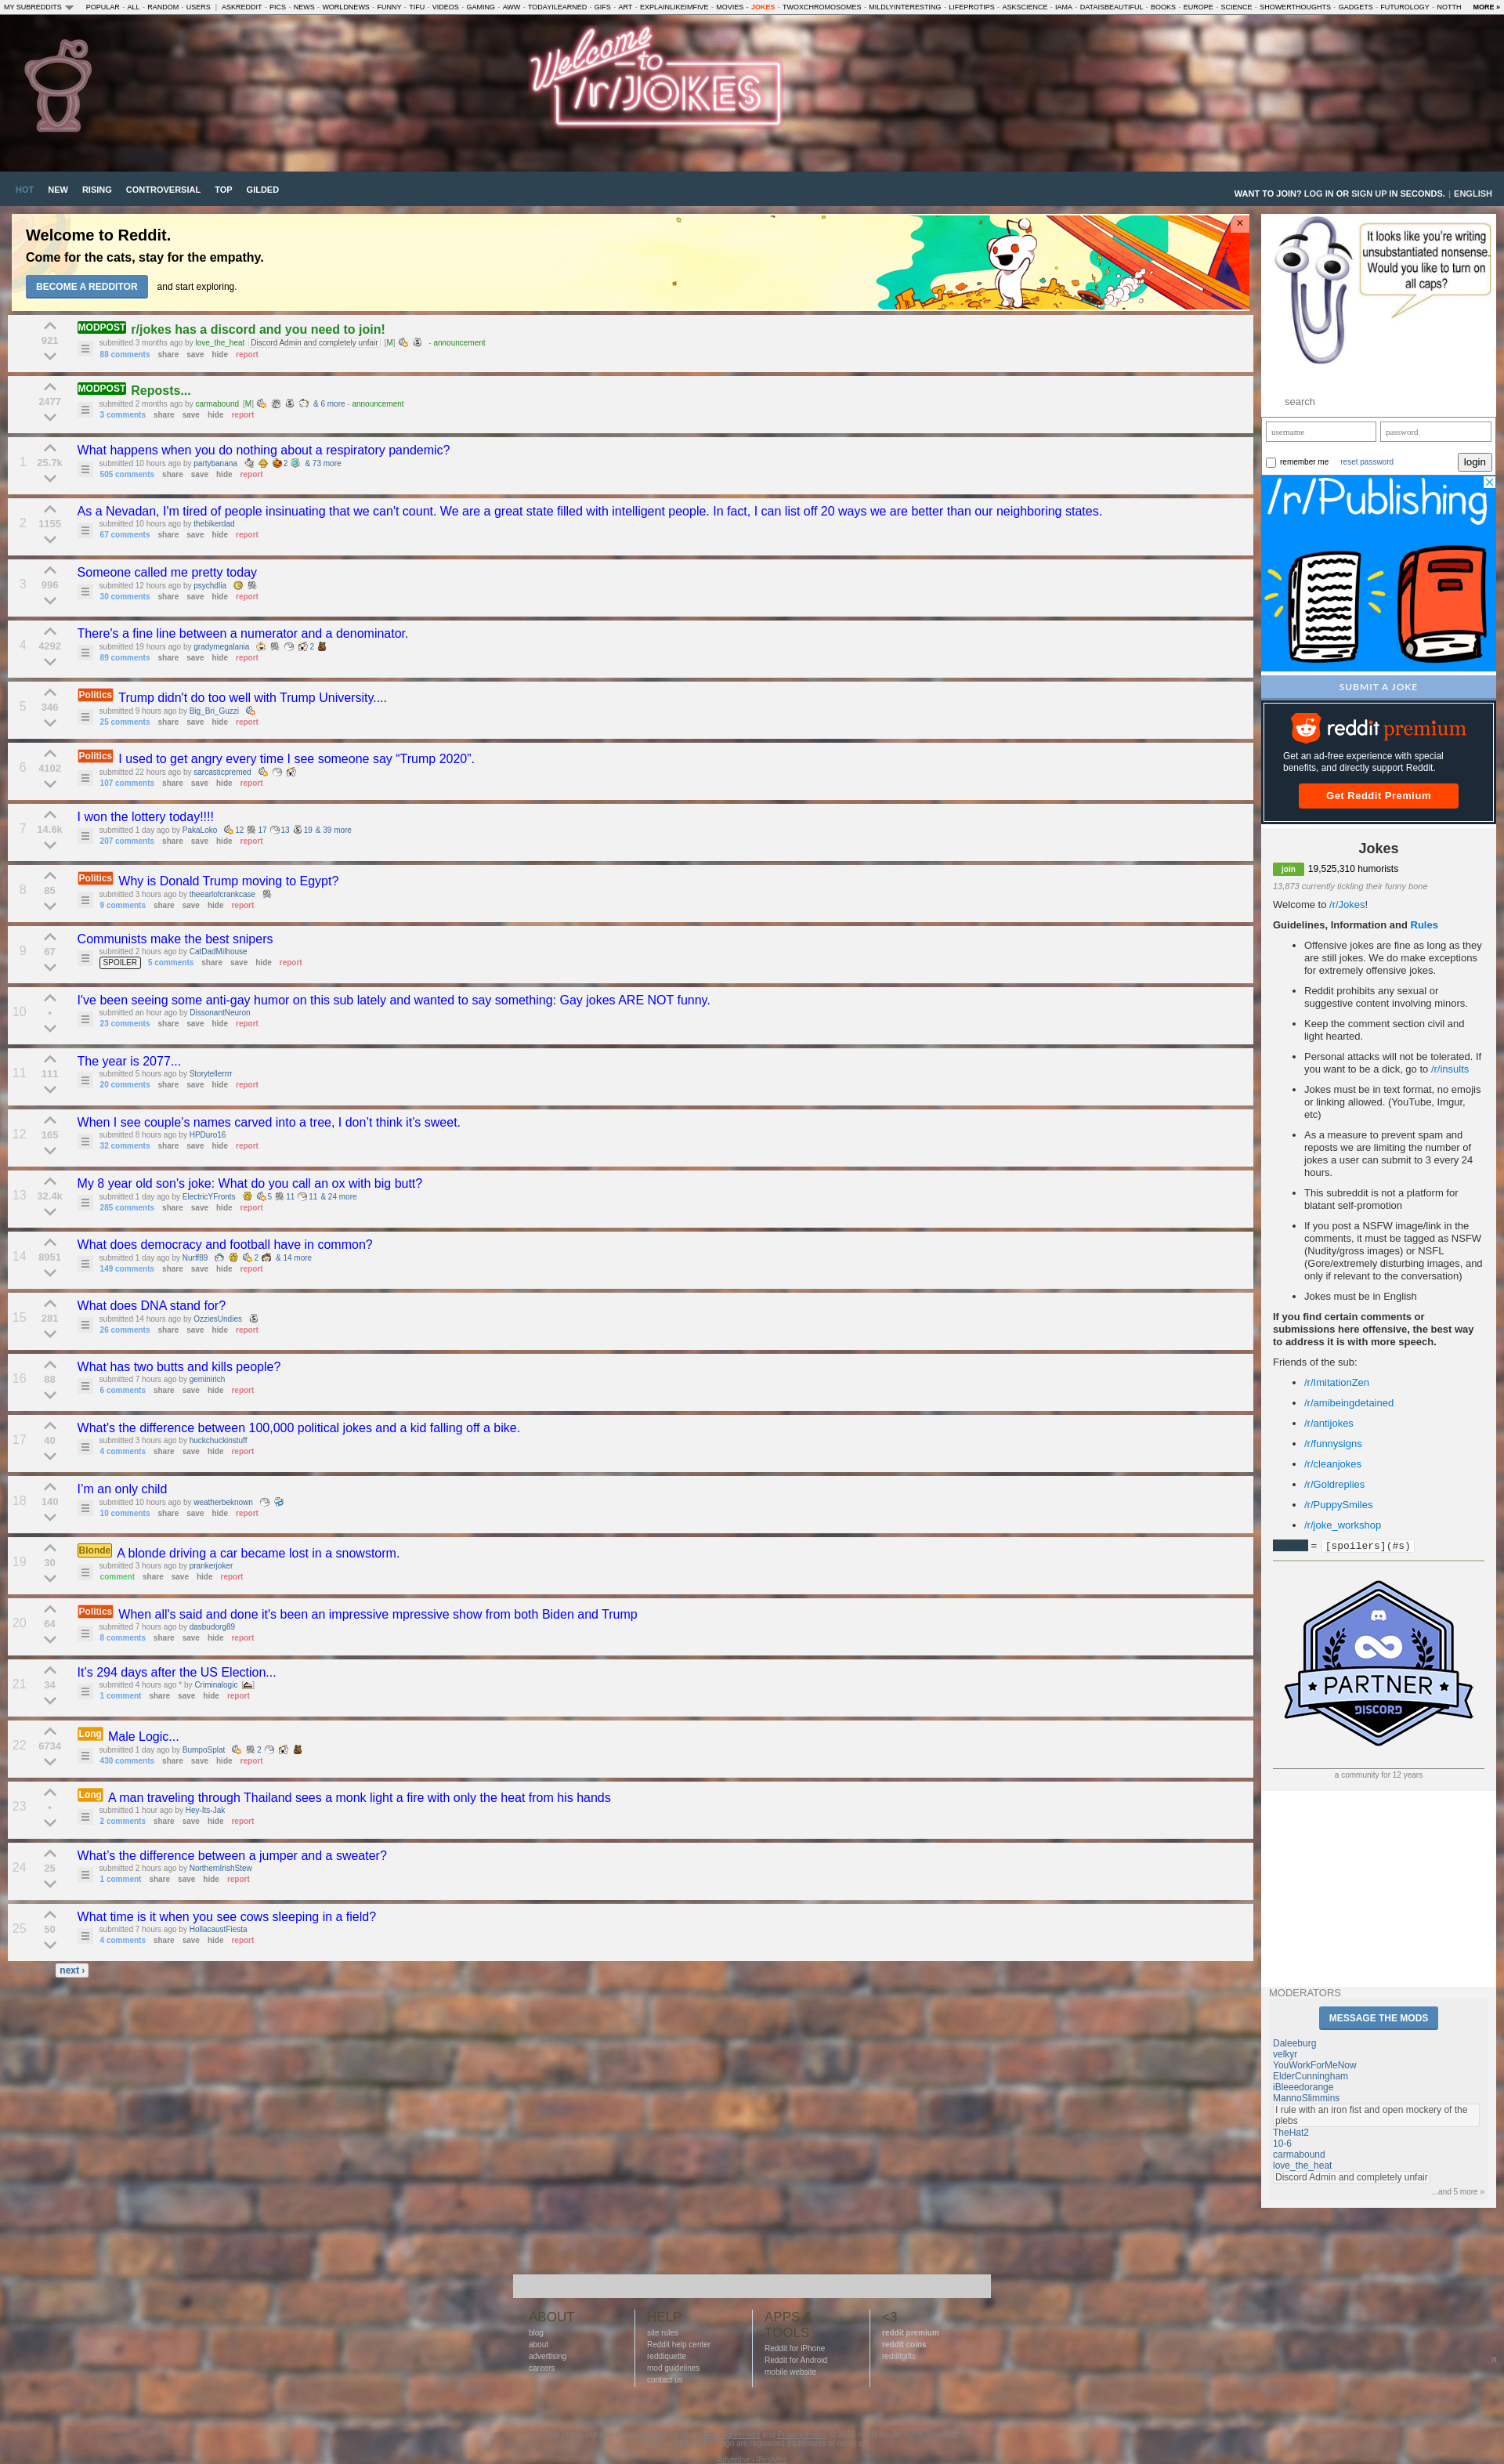 MY SUBREDDITS POPULAR - ALL - RANDOM - USERS | ASKREDDIT - PICS - NEWS - WORLDNEWS - FUNNY - TIFU - VIDEOS - GAMING - AWW - TODAYILEARNED - GIFS - ART - EXPLAINLIKEIMFIVE - MOVIES - JOKES - TWOXCHROMOSOMES - MILDLYINTERESTING - LIFEPROTIPS - ASKSCIENCE - IAMA - DATAISBEAUTIFUL - BOOKS - EUROPE - SCIENCE - SHOWERTHOUGHTS - GADGETS - FUTUROLOGY - NOTTH MORE »
Welcome to /r/JOKES
HOT NEW RISING CONTROVERSIAL TOP GILDED
WANT TO JOIN? LOG IN OR SIGN UP IN SECONDS. | ENGLISH
Welcome to Reddit.
Come for the cats, stay for the empathy.
BECOME A REDDITOR and start exploring.
×
MODPOST r/jokes has a discord and you need to join!
921
submitted 3 months ago by love_the_heat Discord Admin and completely unfair [M] - announcement
88 comments share save hide report
MODPOST Reposts...
2477
submitted 2 months ago by carmabound [M] & 6 more - announcement
3 comments share save hide report
What happens when you do nothing about a respiratory pandemic?
1 25.7k
submitted 10 hours ago by partybanana 2 & 73 more
505 comments share save hide report
As a Nevadan, I'm tired of people insinuating that we can't count. We are a great state filled with intelligent people. In fact, I can list off 20 ways we are better than our neighboring states.
2 1155
submitted 10 hours ago by thebikerdad
67 comments share save hide report
Someone called me pretty today
3 996
submitted 12 hours ago by psychdlia
30 comments share save hide report
There's a fine line between a numerator and a denominator.
4 4292
submitted 19 hours ago by gradymegalania 2
89 comments share save hide report
Politics Trump didn't do too well with Trump University....
5 346
submitted 9 hours ago by Big_Bri_Guzzi
25 comments share save hide report
Politics I used to get angry every time I see someone say “Trump 2020”.
6 4102
submitted 22 hours ago by sarcasticpremed
107 comments share save hide report
I won the lottery today!!!!
7 14.6k
submitted 1 day ago by PakaLoko 12 17 13 19 & 39 more
207 comments share save hide report
Politics Why is Donald Trump moving to Egypt?
8 85
submitted 3 hours ago by theearlofcrankcase
9 comments share save hide report
Communists make the best snipers
9 67
submitted 2 hours ago by CatDadMilhouse
SPOILER 5 comments share save hide report
I've been seeing some anti-gay humor on this sub lately and wanted to say something: Gay jokes ARE NOT funny.
10 •
submitted an hour ago by DissonantNeuron
23 comments share save hide report
The year is 2077...
11 111
submitted 5 hours ago by Storytellerrrr
20 comments share save hide report
When I see couple’s names carved into a tree, I don’t think it’s sweet.
12 165
submitted 8 hours ago by HPDuro16
32 comments share save hide report
My 8 year old son's joke: What do you call an ox with big butt?
13 32.4k
submitted 1 day ago by ElectricYFronts 5 11 11 & 24 more
285 comments share save hide report
What does democracy and football have in common?
14 8951
submitted 1 day ago by Nurff89 2 & 14 more
149 comments share save hide report
What does DNA stand for?
15 281
submitted 14 hours ago by OzziesUndies
26 comments share save hide report
What has two butts and kills people?
16 88
submitted 7 hours ago by geminirich
6 comments share save hide report
What's the difference between 100,000 political jokes and a kid falling off a bike.
17 40
submitted 3 hours ago by huckchuckinstuff
4 comments share save hide report
I’m an only child
18 140
submitted 10 hours ago by weatherbeknown
10 comments share save hide report
Blonde A blonde driving a car became lost in a snowstorm.
19 30
submitted 3 hours ago by prankerjoker
comment share save hide report
Politics When all's said and done it's been an impressive mpressive show from both Biden and Trump
20 64
submitted 7 hours ago by dasbudorg89
8 comments share save hide report
It’s 294 days after the US Election...
21 34
submitted 4 hours ago * by Criminalogic
1 comment share save hide report
Long Male Logic...
22 6734
submitted 1 day ago by BumpoSplat 2
430 comments share save hide report
Long A man traveling through Thailand sees a monk light a fire with only the heat from his hands
23 •
submitted 1 hour ago by Hey-Its-Jak
2 comments share save hide report
What’s the difference between a jumper and a sweater?
24 25
submitted 2 hours ago by NorthernIrishStew
1 comment share save hide report
What time is it when you see cows sleeping in a field?
25 50
submitted 7 hours ago by HollacaustFiesta
4 comments share save hide report
next ›
It looks like you're writing unsubstantiated nonsense. Would you like to turn on all caps?
search
username password
remember me reset password login
/r/Publishing
SUBMIT A JOKE
reddit premium
Get an ad-free experience with special
benefits, and directly support Reddit.
Get Reddit Premium
Jokes
join 19,525,310 humorists
13,873 currently tickling their funny bone
Welcome to /r/Jokes!
Guidelines, Information and Rules
• Offensive jokes are fine as long as they
are still jokes. We do make exceptions
for extremely offensive jokes.
• Reddit prohibits any sexual or
suggestive content involving minors.
• Keep the comment section civil and
light hearted.
• Personal attacks will not be tolerated. If
you want to be a dick, go to /r/insults
• Jokes must be in text format, no emojis
or linking allowed. (YouTube, Imgur,
etc)
• As a measure to prevent spam and
reposts we are limiting the number of
jokes a user can submit to 3 every 24
hours.
• This subreddit is not a platform for
blatant self-promotion
• If you post a NSFW image/link in the
comments, it must be tagged as NSFW
(Nudity/gross images) or NSFL
(Gore/extremely disturbing images, and
only if relevant to the conversation)
• Jokes must be in English
If you find certain comments or
submissions here offensive, the best way
to address it is with more speech.
Friends of the sub:
• /r/ImitationZen
• /r/amibeingdetained
• /r/antijokes
• /r/funnysigns
• /r/cleanjokes
• /r/Goldreplies
• /r/PuppySmiles
• /r/joke_workshop
= [spoilers](#s)
PARTNER
DISCORD
a community for 12 years
MODERATORS
MESSAGE THE MODS
Daleeburg
velkyr
YouWorkForMeNow
ElderCunningham
iBleeedorange
MannoSlimmins
I rule with an iron fist and open mockery of the
plebs
TheHat2
10-6
carmabound
love_the_heat
Discord Admin and completely unfair
...and 5 more »
ABOUT
blog
about
advertising
careers
HELP
site rules
Reddit help center
reddiquette
mod guidelines
contact us
APPS & TOOLS
Reddit for iPhone
Reddit for Android
mobile website
<3
reddit premium
reddit coins
redditgifts
π